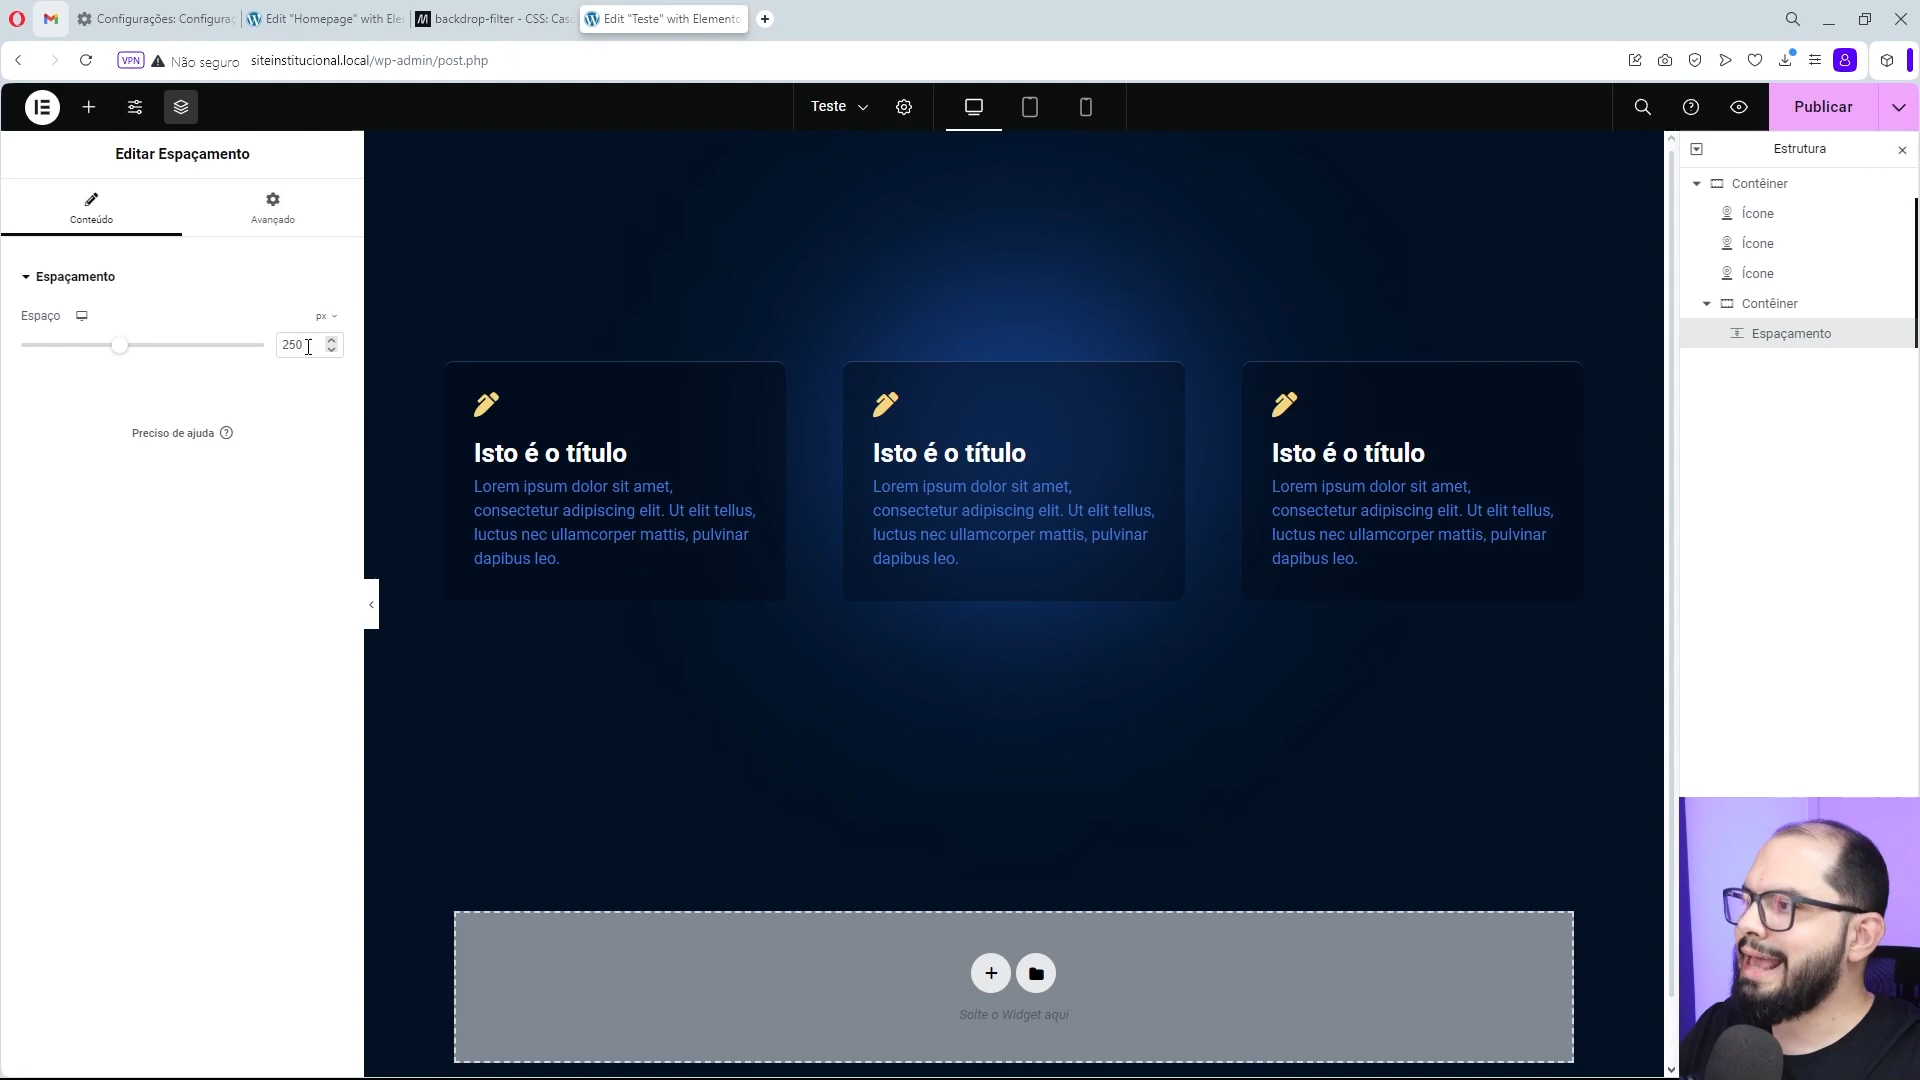 Configurações: Configuraç
Edit "Homepage" with Ele
backdrop-filter - CSS: Casc
Edit "Teste" with Elemento
VPN
Não seguro
siteinstitucional.local/wp-admin/post.php
Teste
Publicar
Editar Espaçamento
Conteúdo
Avançado
Espaçamento
Espaço
px
250
Preciso de ajuda
Isto é o título
Lorem ipsum dolor sit amet,
consectetur adipiscing elit. Ut elit tellus,
luctus nec ullamcorper mattis, pulvinar
dapibus leo.
Isto é o título
Lorem ipsum dolor sit amet,
consectetur adipiscing elit. Ut elit tellus,
luctus nec ullamcorper mattis, pulvinar
dapibus leo.
Isto é o título
Lorem ipsum dolor sit amet,
consectetur adipiscing elit. Ut elit tellus,
luctus nec ullamcorper mattis, pulvinar
dapibus leo.
Solte o Widget aqui
Estrutura
Contêiner
Ícone
Ícone
Ícone
Contêiner
Espaçamento